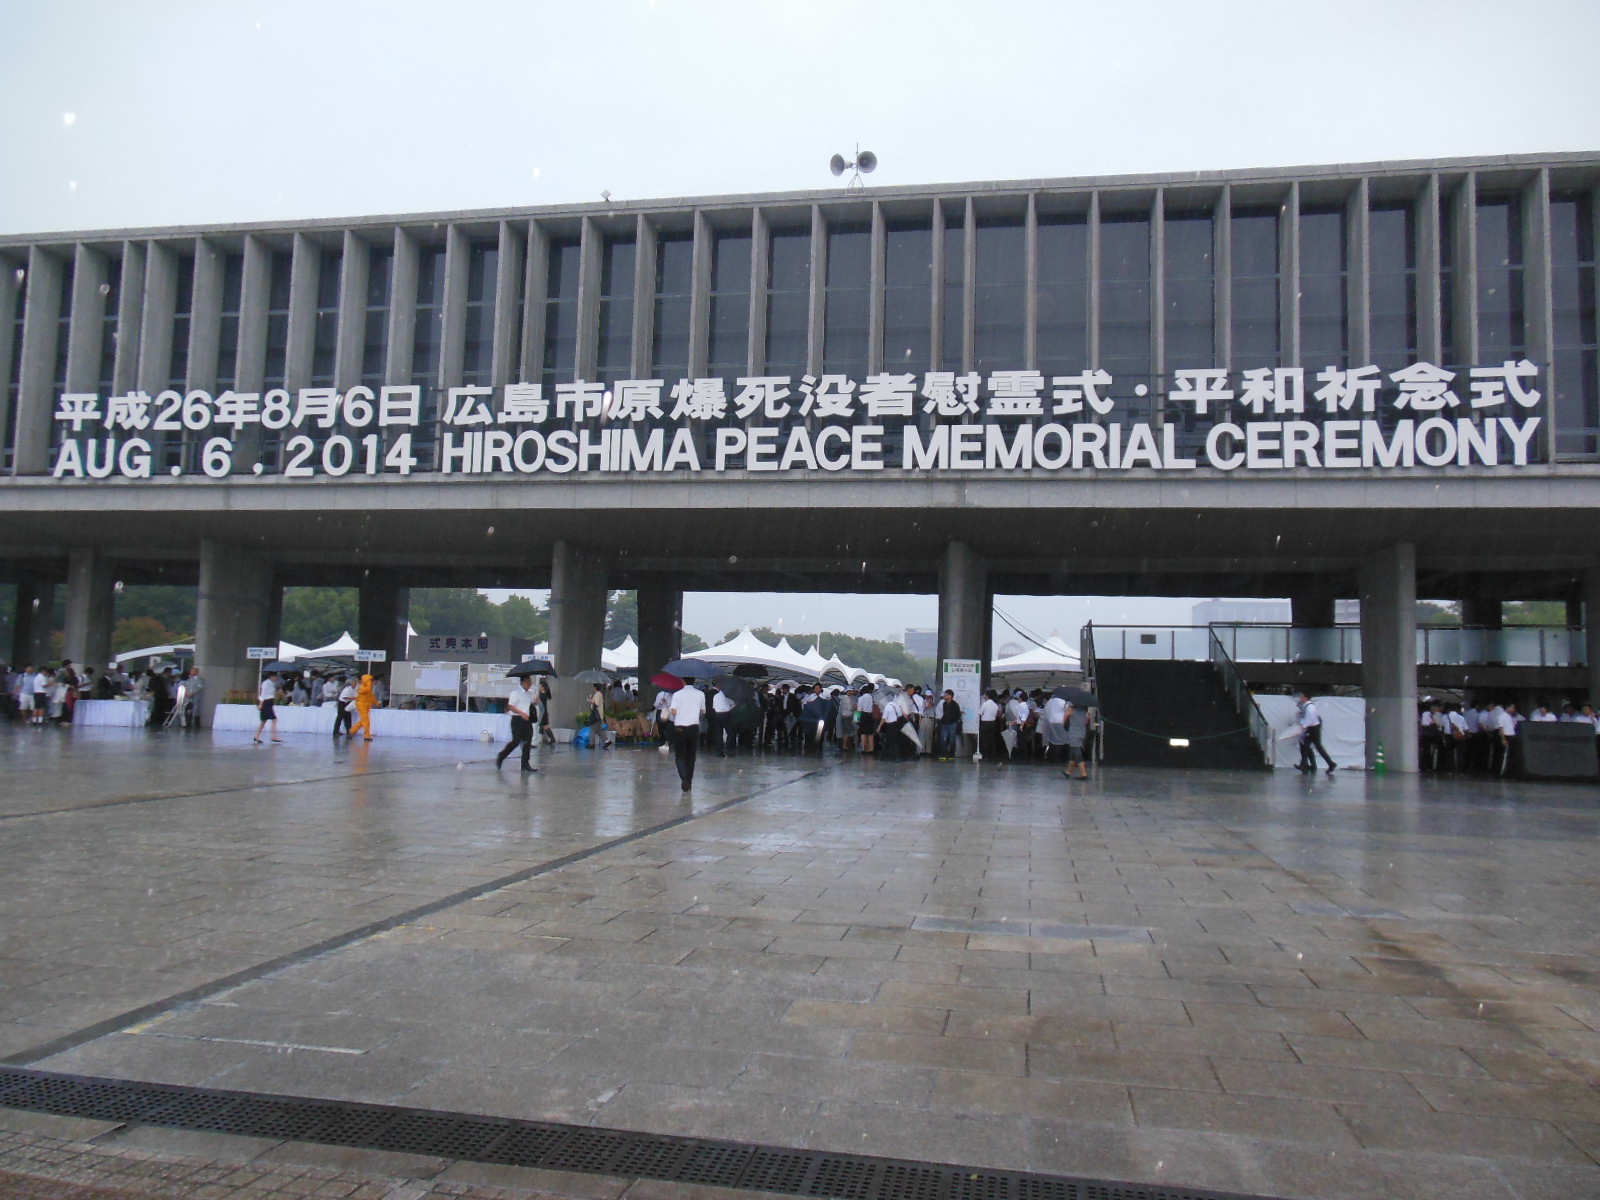 平成26年8月6日 広島市原爆死没者慰霊式・平和祈念式
AUG . 6 . 2014 HIROSHIMA PEACE MEMORIAL CEREMONY
式典本部